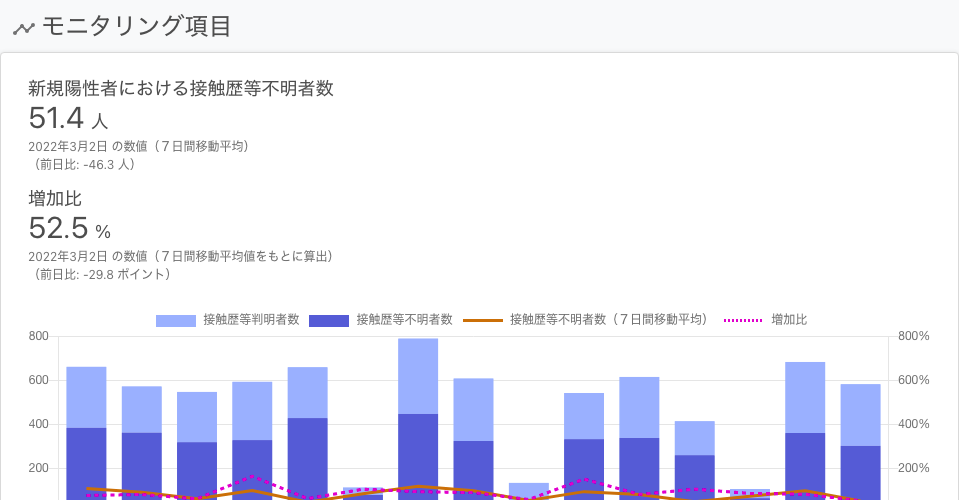 モニタリング項目
新規陽性者における接触歴等不明者数
51.4 人
2022年3月2日 の数値（７日間移動平均）
（前日比: -46.3 人）
増加比
52.5 %
2022年3月2日 の数値（７日間移動平均値をもとに算出）
（前日比: -29.8 ポイント）
接触歴等判明者数 接触歴等不明者数 接触歴等不明者数（７日間移動平均） 増加比
800 800%
600 600%
400 400%
200 200%